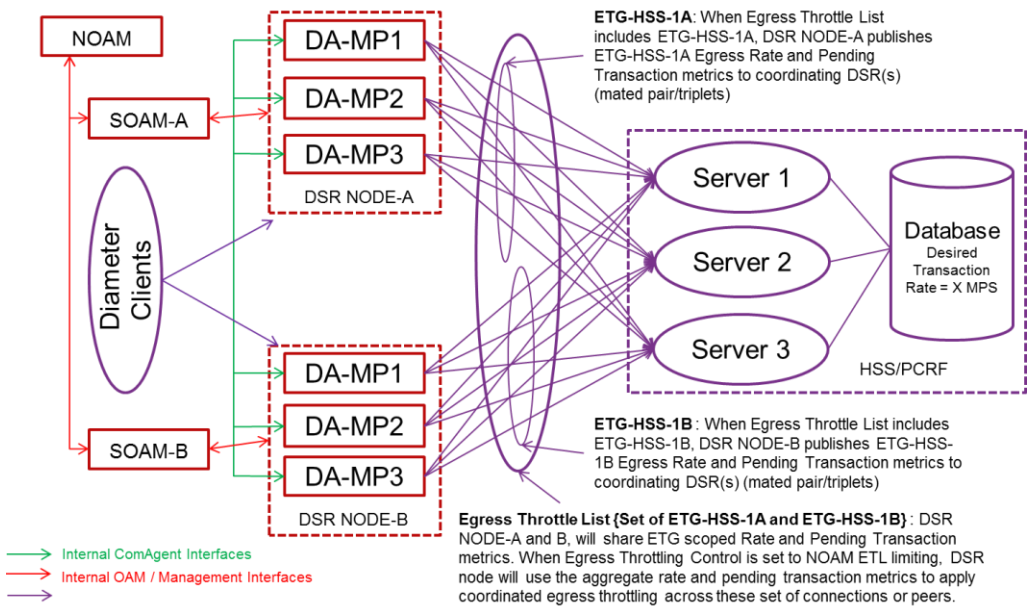 NOAM
SOAM-A
Diameter
Clients
SOAM-B
DA-MP1
DA-MP2
DA-MP3
DSR NODE-A
DA-MP1
DA-MP2
DA-MP3
DSR NODE-B
ETG-HSS-1A: When Egress Throttle List
includes ETG-HSS-1A, DSR NODE-A publishes
ETG-HSS-1A Egress Rate and Pending
Transaction metrics to coordinating DSR(s)
(mated pair/triplets)
Server 1
Server 2
Server 3
Database
Desired
Transaction
Rate = X MPS
HSS/PCRF
ETG-HSS-1B : When Egress Throttle List includes
ETG-HSS-1B, DSR NODE-B publishes ETG-HSS-
1B Egress Rate and Pending Transaction metrics to
coordinating DSR(s) (mated pair/triplets)
Egress Throttle List {Set of ETG-HSS-1A and ETG-HSS-1B} : DSR
NODE-A and B, will share ETG scoped Rate and Pending Transaction
metrics. When Egress Throttling Control is set to NOAM ETL limiting, DSR
node will use the aggregate rate and pending transaction metrics to apply
coordinated egress throttling across these set of connections or peers.
Internal ComAgent Interfaces
Internal OAM / Management Interfaces